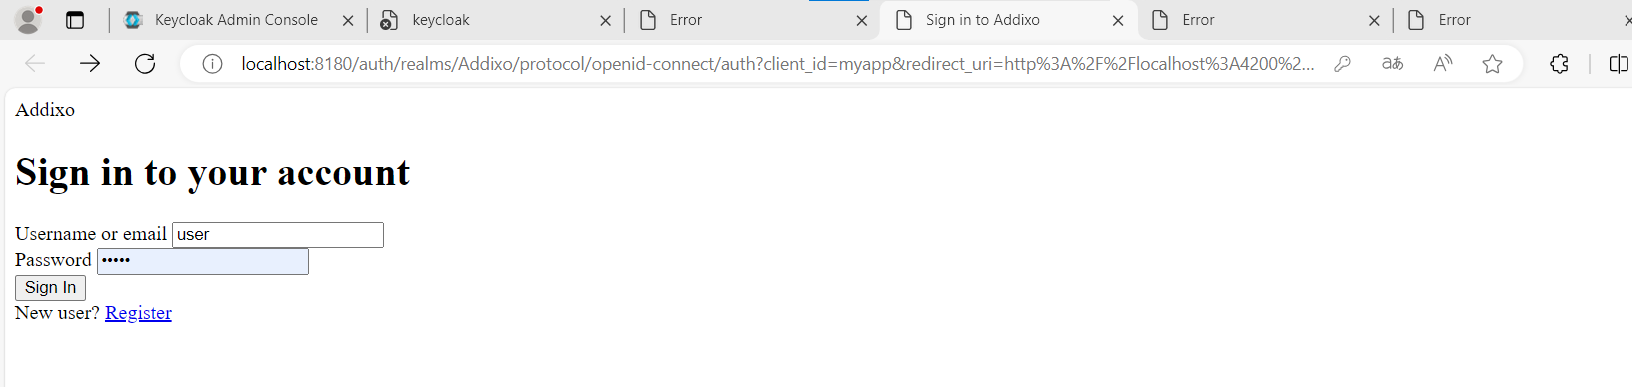 Keycloak Admin Console
keycloak
Error
Sign in to Addixo
Error
Error
localhost:8180/auth/realms/Addixo/protocol/openid-connect/auth?client_id=myapp&redirect_uri=http%3A%2F%2Flocalhost%3A4200%2...
Addixo
Sign in to your account
Username or email user
Password •••••
Sign In
New user? Register